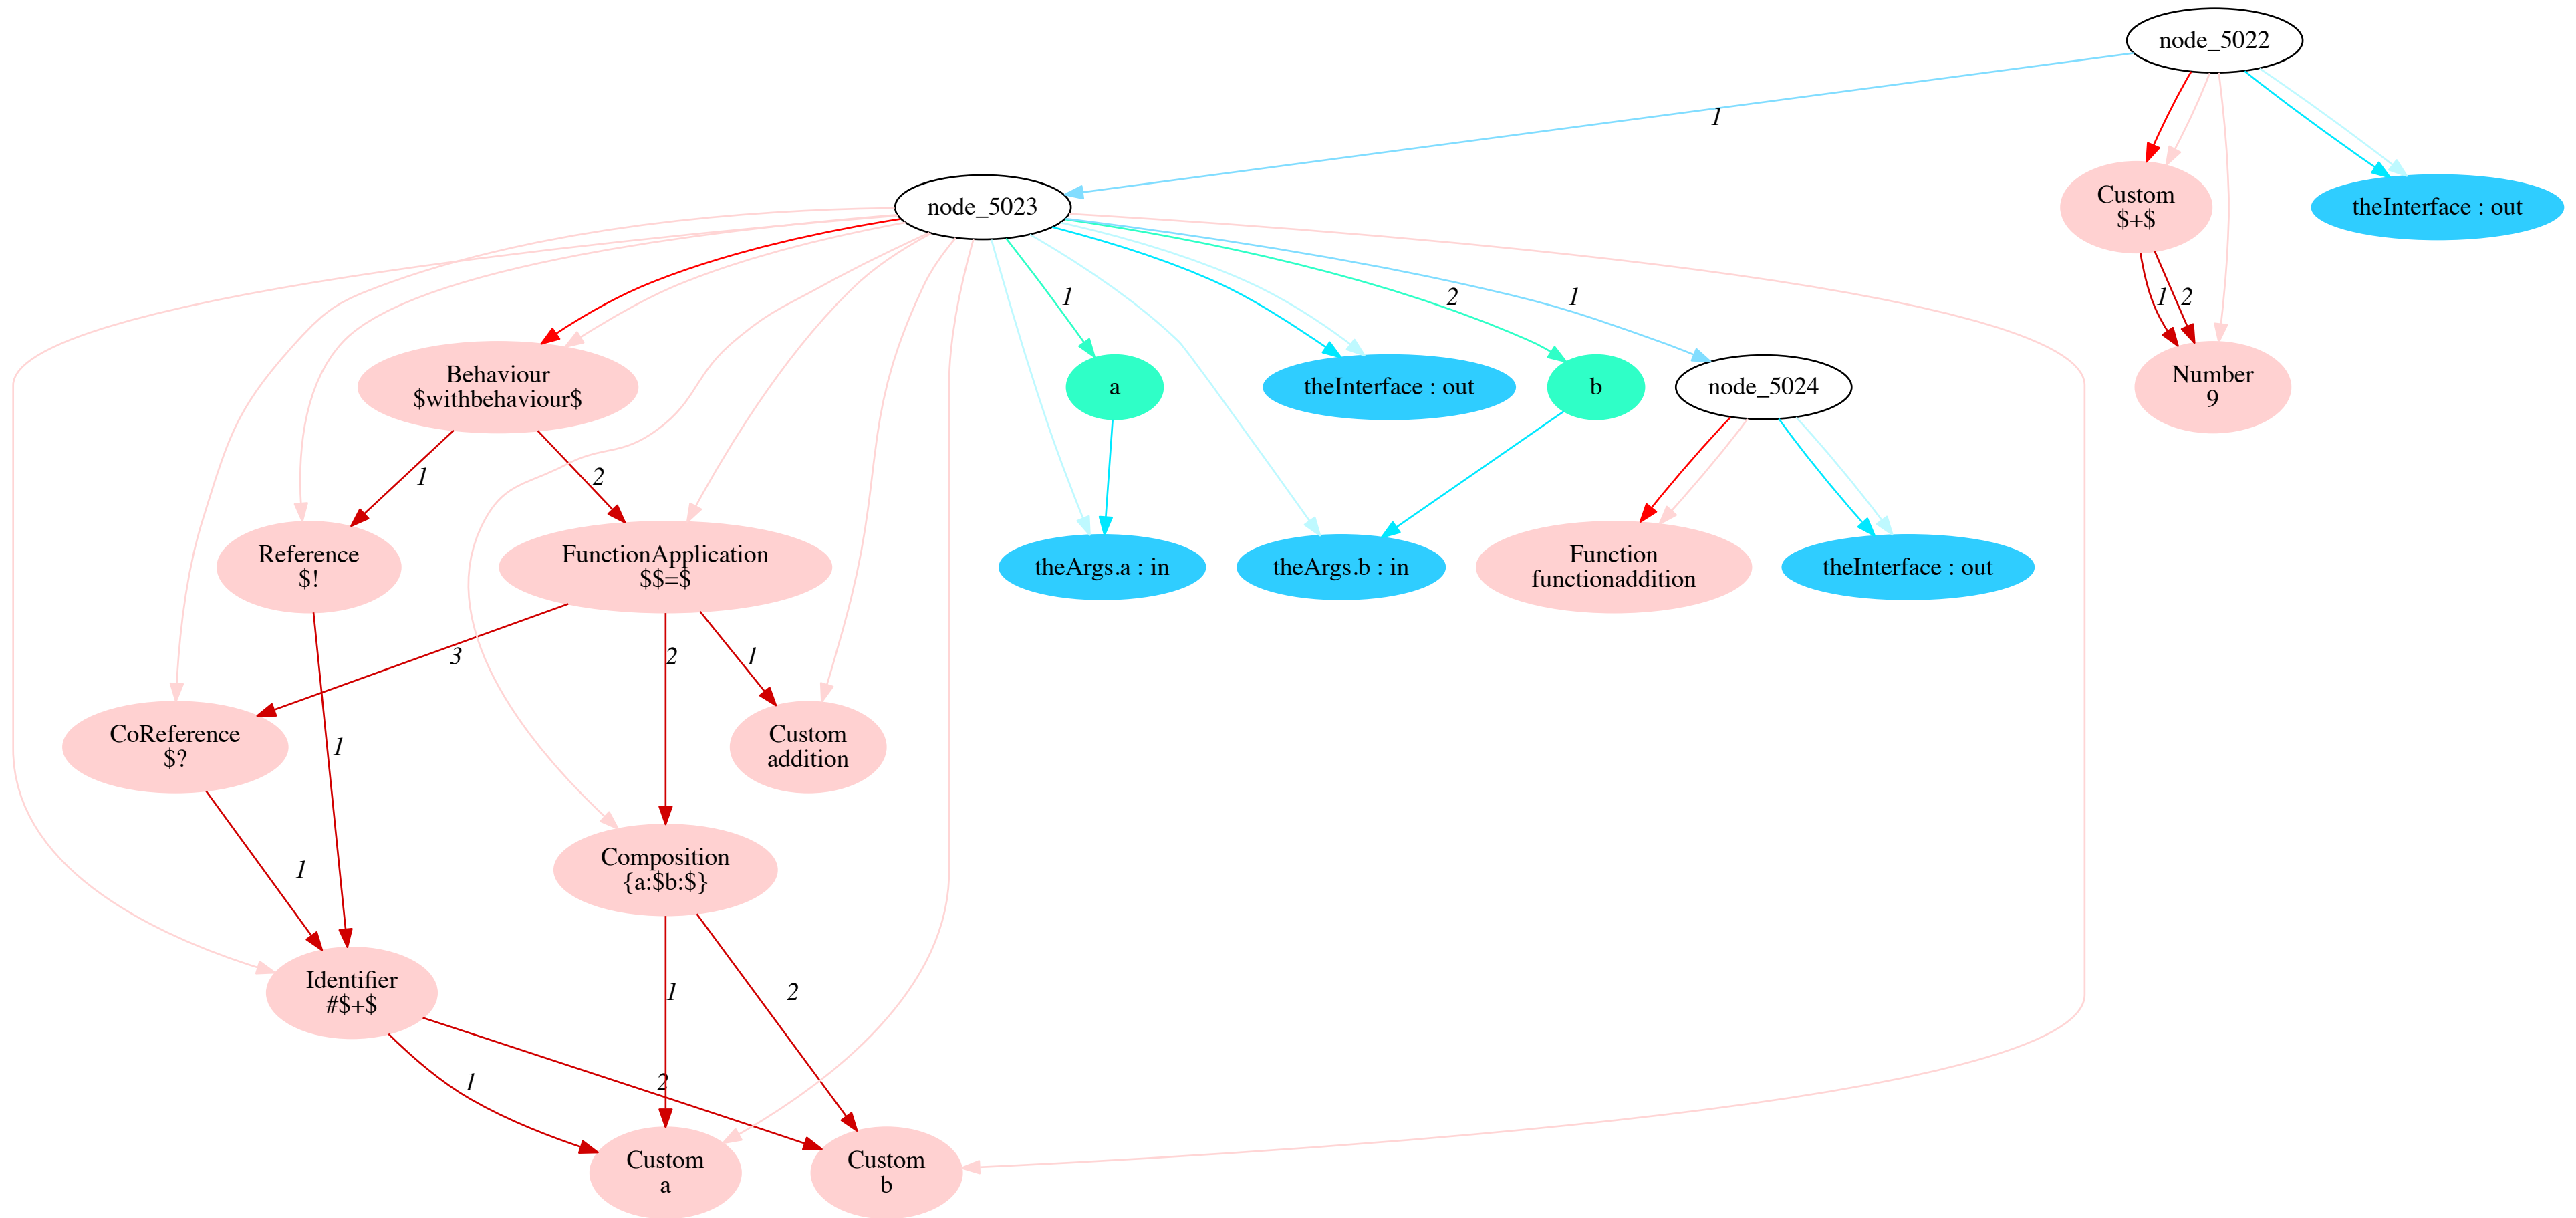 node_5022
1
node_5023
Custom
$+$
theInterface : out
1
2
1
1
2
Behaviour
$withbehaviour$
a
theInterface : out
b
node_5024
Number
9
1
2
Reference
$!
FunctionApplication
$$=$
theArgs.a : in
theArgs.b : in
Function
functionaddition
theInterface : out
3
2
1
CoReference
$?
1
Custom
addition
1
Composition
{a:$b:$}
Identifier
#$+$
1
2
1
2
Custom
a
Custom
b